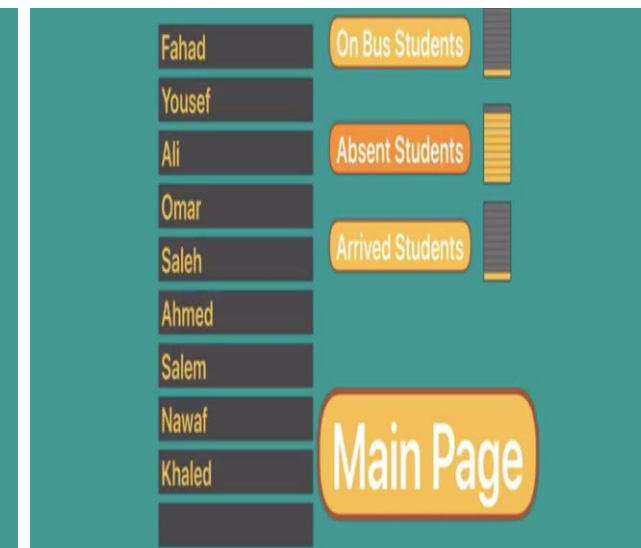 Fahad
Yousef
Ali
Omar
Saleh
Ahmed
Salem
Nawaf
Khaled
On Bus Students
Absent Students
Arrived Students
Main Page